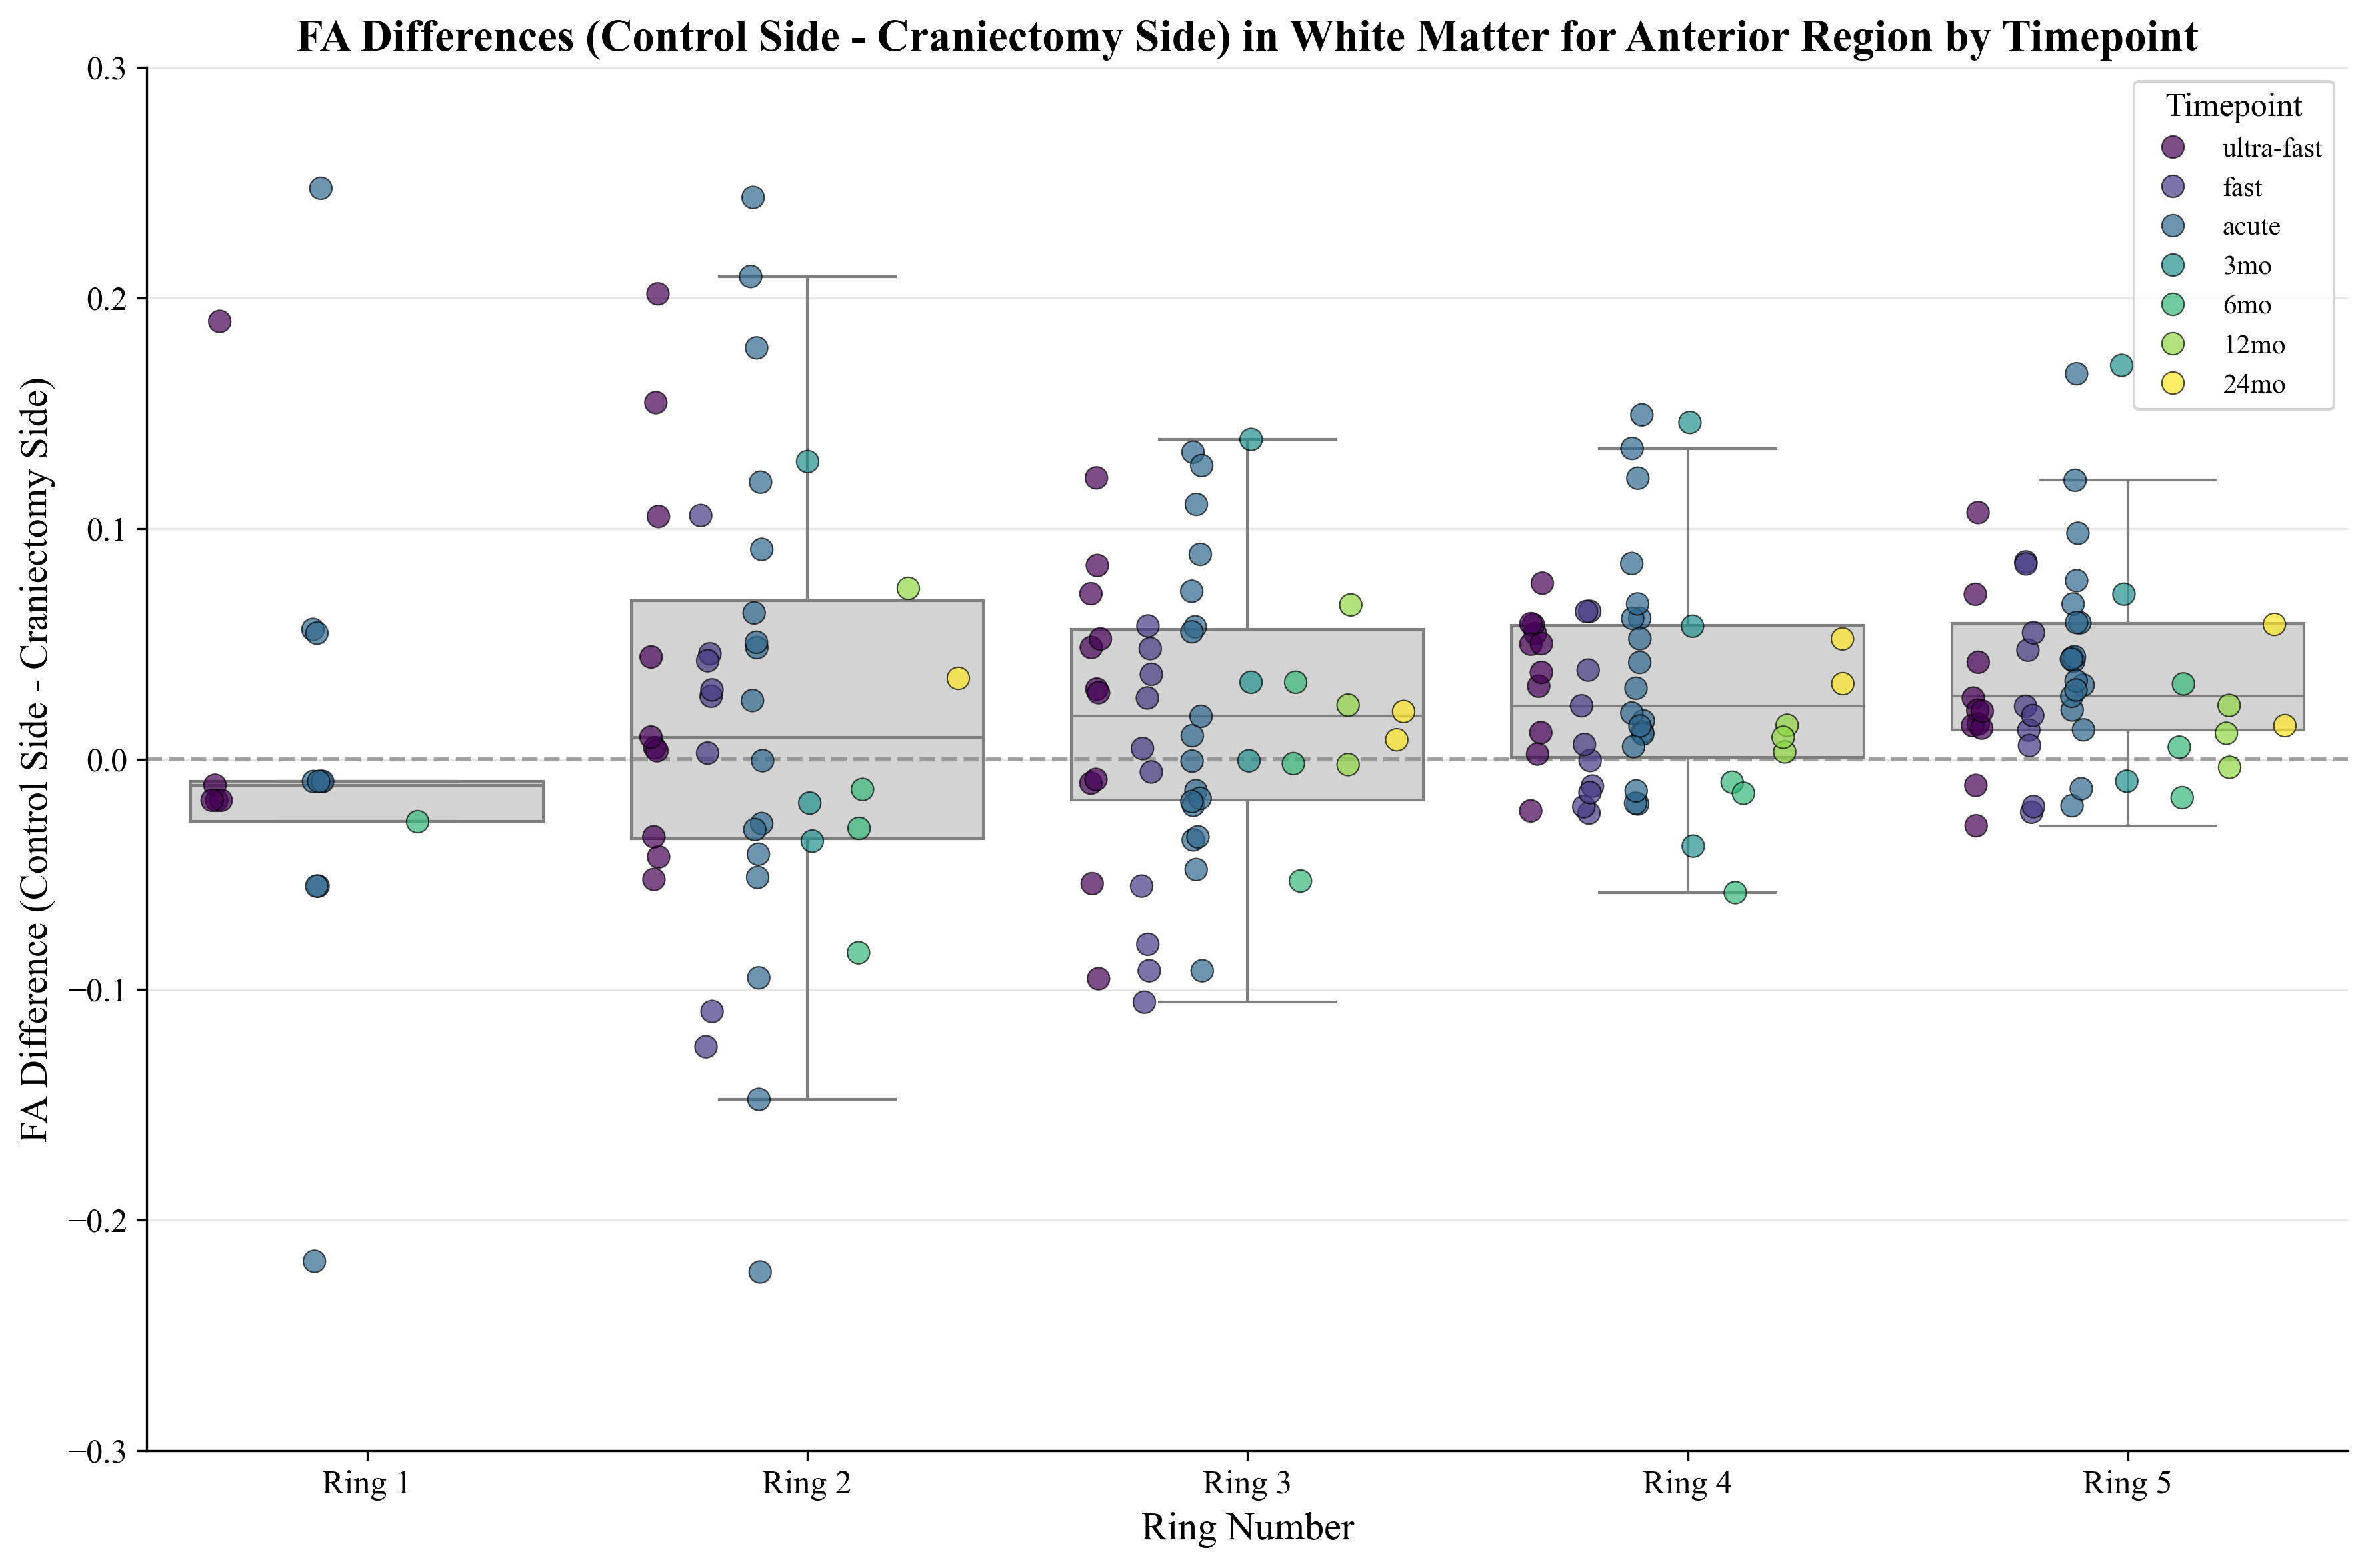 FA Differences (Control Side - Craniectomy Side) in White Matter for Anterior Region by Timepoint
FA Difference (Control Side - Craniectomy Side)
0.3
0.2
0.1
0.0
−0.1
−0.2
−0.3
Timepoint
ultra-fast
fast
acute
3mo
6mo
12mo
24mo
Ring 1
Ring 2
Ring 3
Ring 4
Ring 5
Ring Number